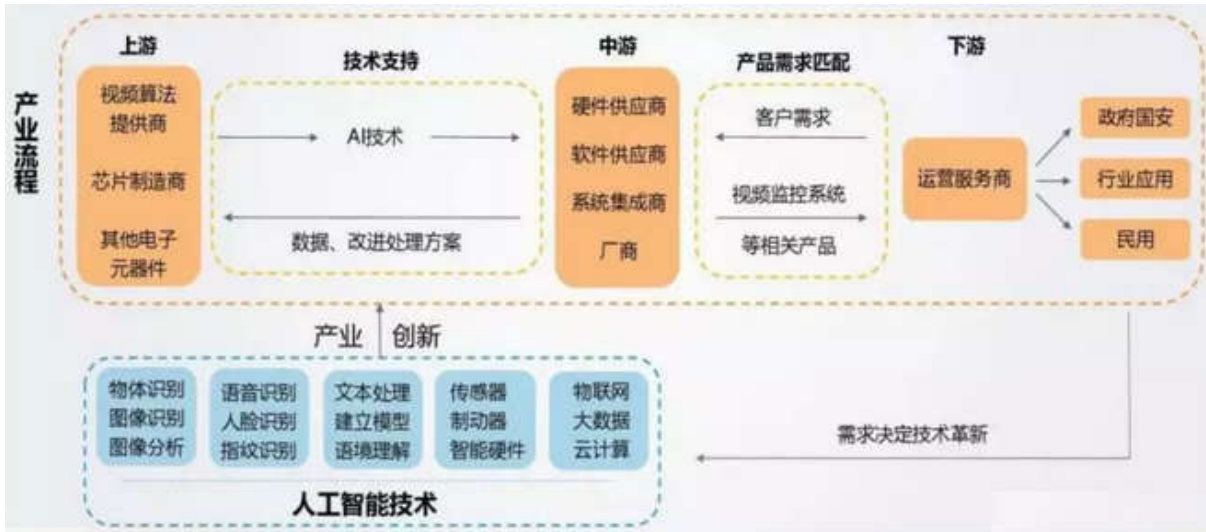 产业流程
上游
技术支持
中游
产品需求匹配
下游
视频算法
提供商
芯片制造商
其他电子
元器件
AI技术
数据、改进处理方案
硬件供应商
软件供应商
系统集成商
厂商
客户需求
视频监控系统
等相关产品
运营服务商
政府国安
行业应用
民用
产业 创新
物体识别
图像识别
图像分析
语音识别
人脸识别
指纹识别
文本处理
建立模型
语境理解
传感器
制动器
智能硬件
物联网
大数据
云计算
人工智能技术
需求决定技术革新